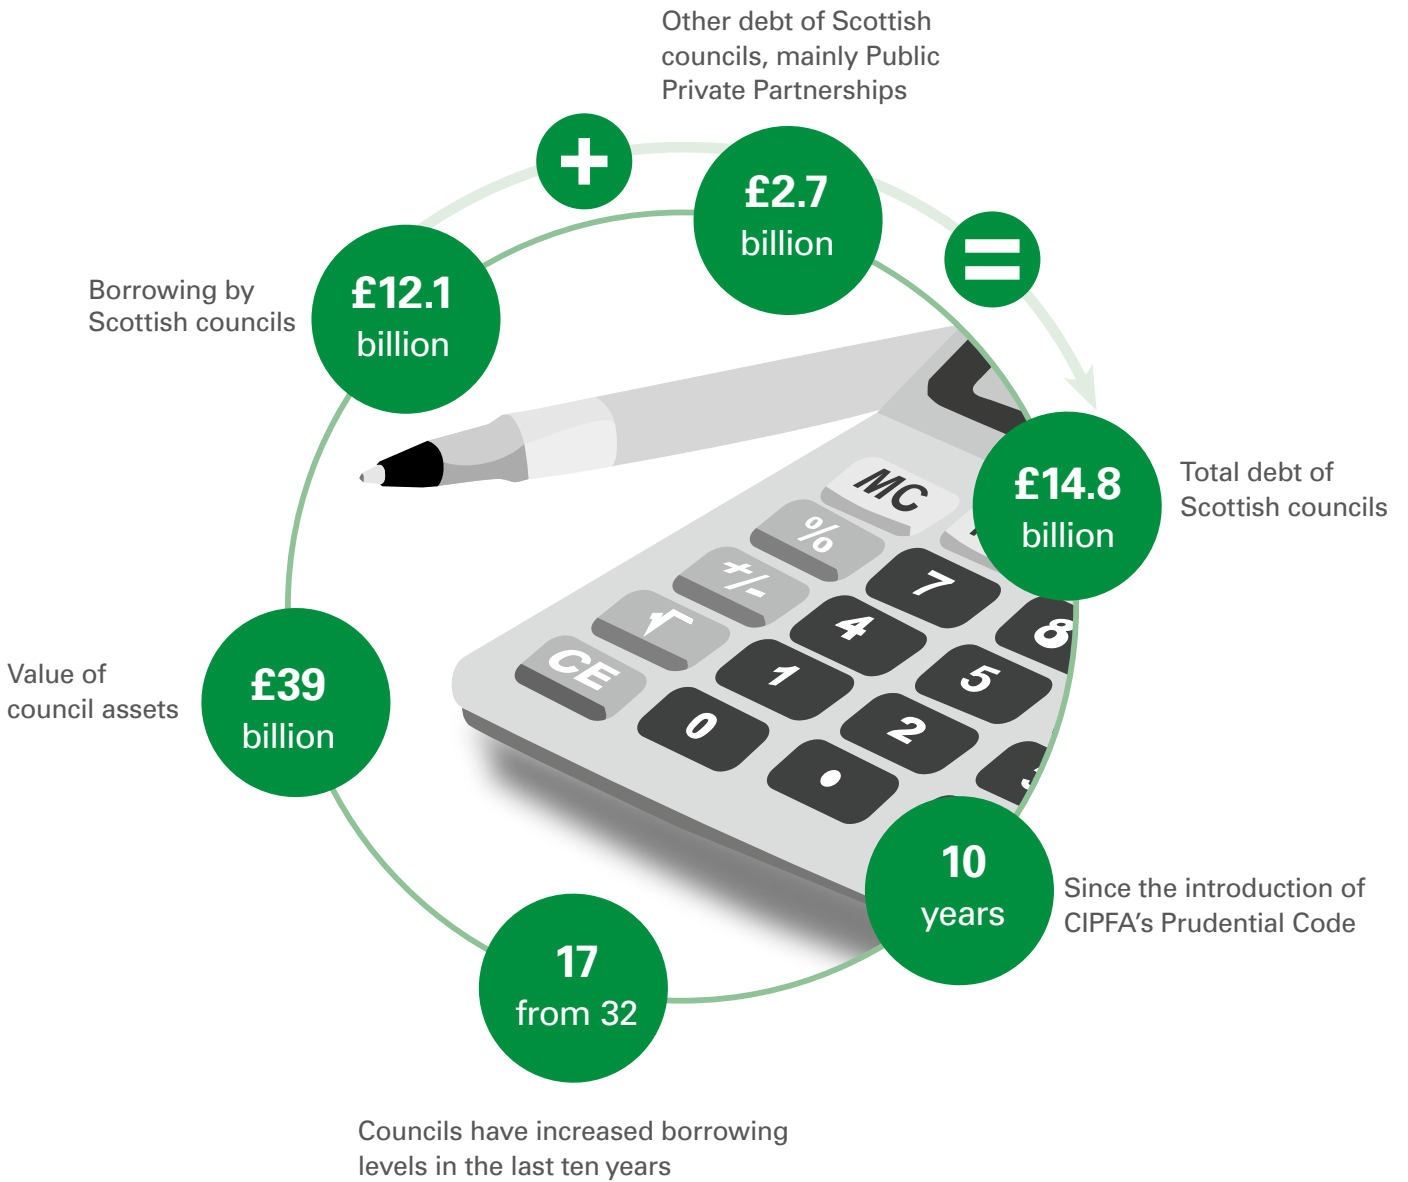 Other debt of Scottish
councils, mainly Public
Private Partnerships
+
£2.7
billion
=
Borrowing by
Scottish councils
£12.1
billion
£14.8
billion
Total debt of
Scottish councils
MC
%
7
+/-
4
8
√
5
CE
1
2
0
3
.
Value of
council assets
£39
billion
10
years
Since the introduction of
CIPFA's Prudential Code
17
from 32
Councils have increased borrowing
levels in the last ten years